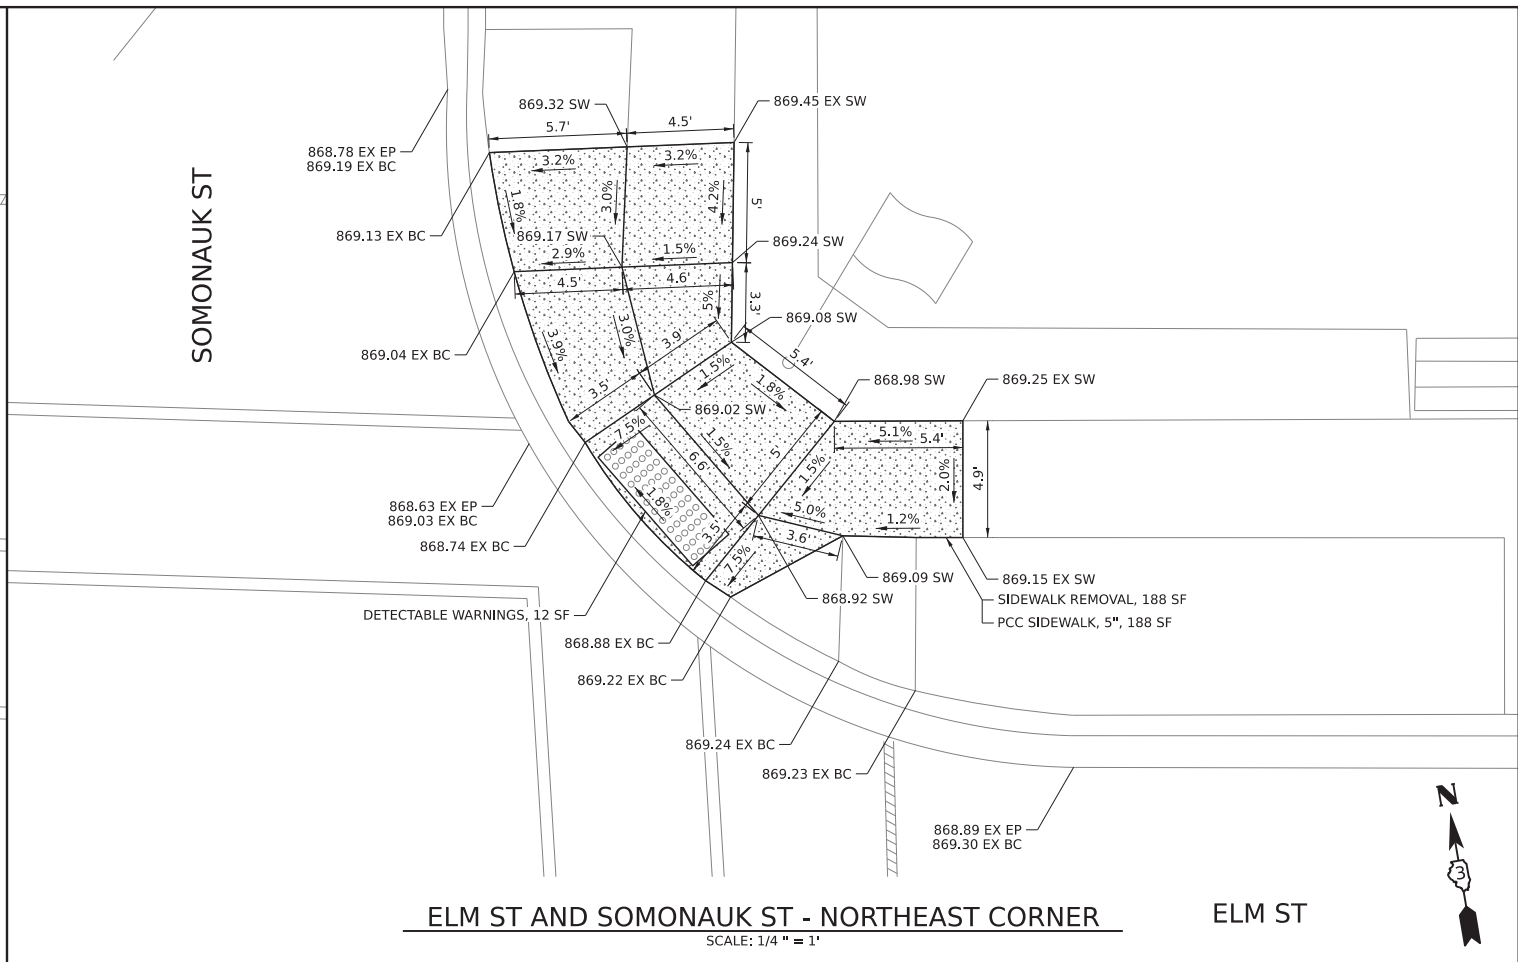 869.32 SW
869.45 EX SW
5.7'
4.5'
868.78 EX EP
869.19 EX BC
3.2%
3.2%
SOMONAUK ST
1.8%
3.0%
4.2%
5'
869.13 EX BC
869.17 SW
869.24 SW
2.9%
1.5%
4.5'
4.6'
5%
3.3'
869.08 SW
3.9%
3.0%
3.9'
869.04 EX BC
5.4'
1.5%
1.8%
868.98 SW
869.25 EX SW
3.5'
869.02 SW
7.5%
1.5%
5.1%
5.4'
6.6'
5'
1.5%
2.0%
4.9'
868.63 EX EP
869.03 EX BC
1.8%
5.0%
1.2%
868.74 EX BC
3.5'
3.6'
7.5%
869.09 SW
869.15 EX SW
868.92 SW
SIDEWALK REMOVAL, 188 SF
PCC SIDEWALK, 5", 188 SF
DETECTABLE WARNINGS, 12 SF
868.88 EX BC
869.22 EX BC
869.24 EX BC
869.23 EX BC
868.89 EX EP
869.30 EX BC
N
3
ELM ST AND SOMONAUK ST - NORTHEAST CORNER
SCALE: 1/4 " = 1'
ELM ST